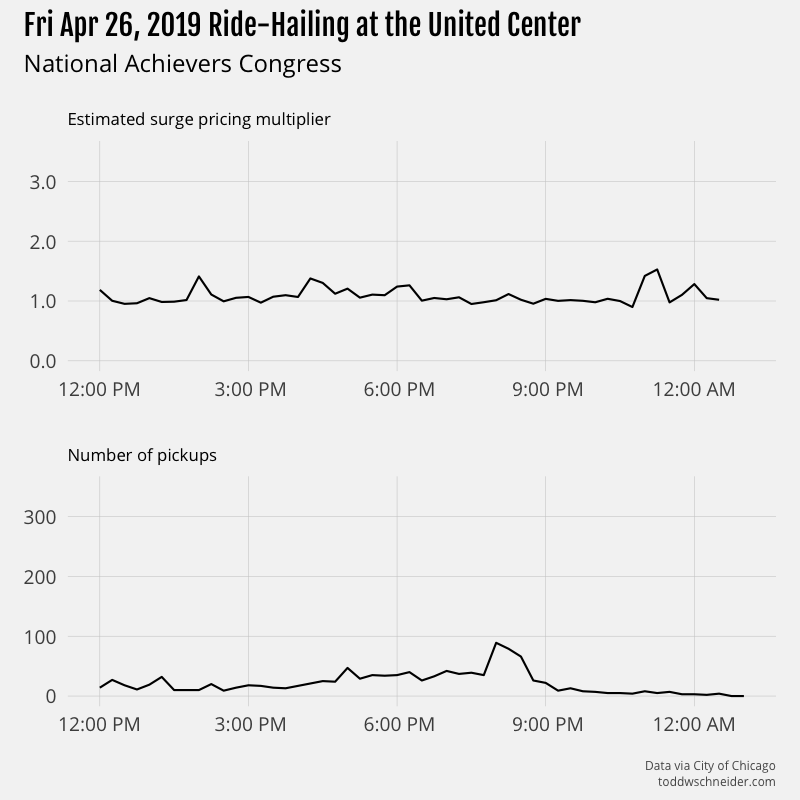 Fri Apr 26, 2019 Ride-Hailing at the United Center
National Achievers Congress
Estimated surge pricing multiplier
3.0
2.0
1.0
0.0
12:00 PM 3:00 PM 6:00 PM 9:00 PM 12:00 AM
Number of pickups
300
200
100
0
12:00 PM 3:00 PM 6:00 PM 9:00 PM 12:00 AM
Data via City of Chicago
toddwschneider.com